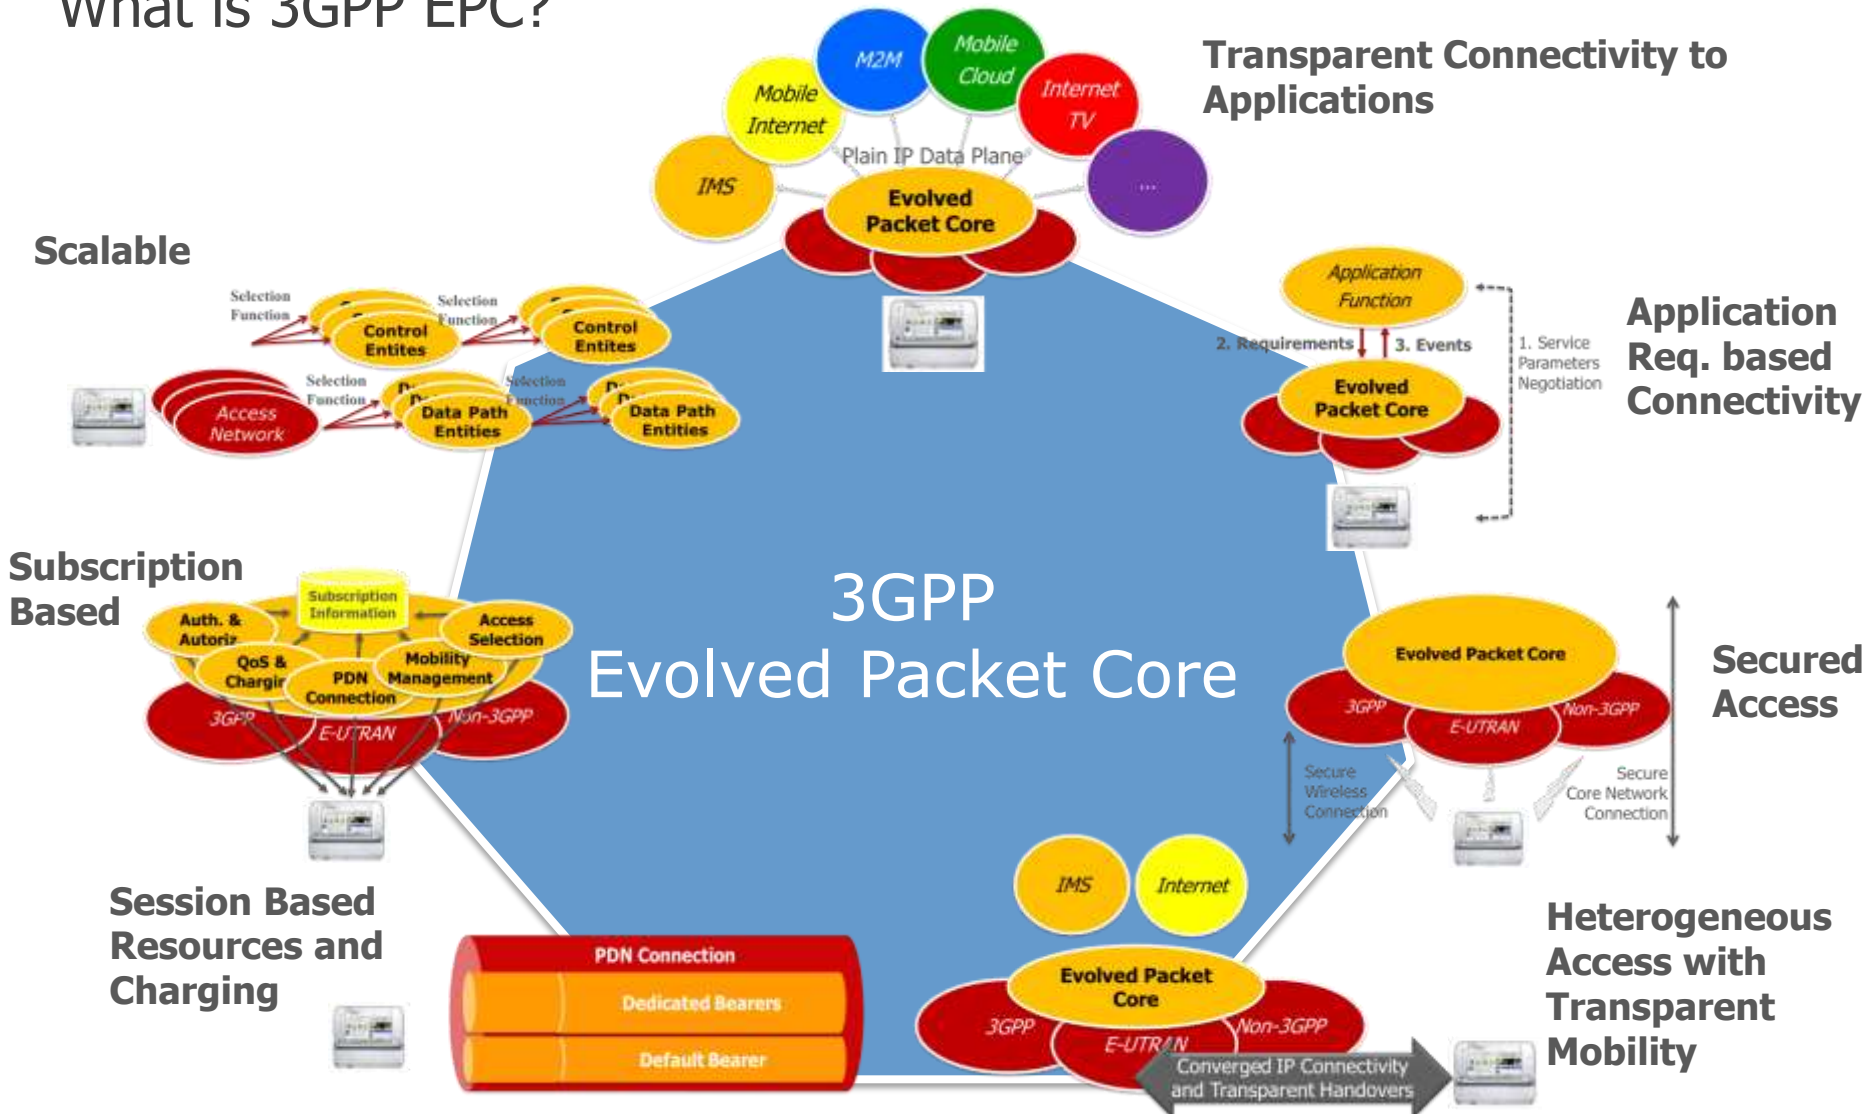 What is 3GPP EPC?
Transparent Connectivity to
Applications
M2M
Mobile
Cloud
Mobile
Internet
Internet
TV
IMS
Plain IP Data Plane
...
Evolved
Packet Core
Scalable
Selection
Function
Selection
Function
Control
Entites
Control
Entites
Selection
Function
Selection
Function
Access
Network
Data Path
Entities
Data Path
Entities
Application
Function
2. Requirements
3. Events
1. Service
Parameters
Negotiation
Evolved
Packet Core
Application
Req. based
Connectivity
Subscription
Based
Subscription
Information
Auth. &
Autoriz
Access
Selection
QoS &
Chargin
PDN
Connection
Mobility
Management
3GPP
E-UTRAN
Non-3GPP
3GPP
Evolved Packet Core
Evolved Packet Core
3GPP
E-UTRAN
Non-3GPP
Secure
Wireless
Connection
Secure
Core Network
Connection
Secured
Access
Session Based
Resources and
Charging
PDN Connection
Dedicated Bearers
Default Bearer
IMS
Internet
Evolved Packet
Core
3GPP
E-UTRAN
Non-3GPP
Converged IP Connectivity
and Transparent Handovers
Heterogeneous
Access with
Transparent
Mobility